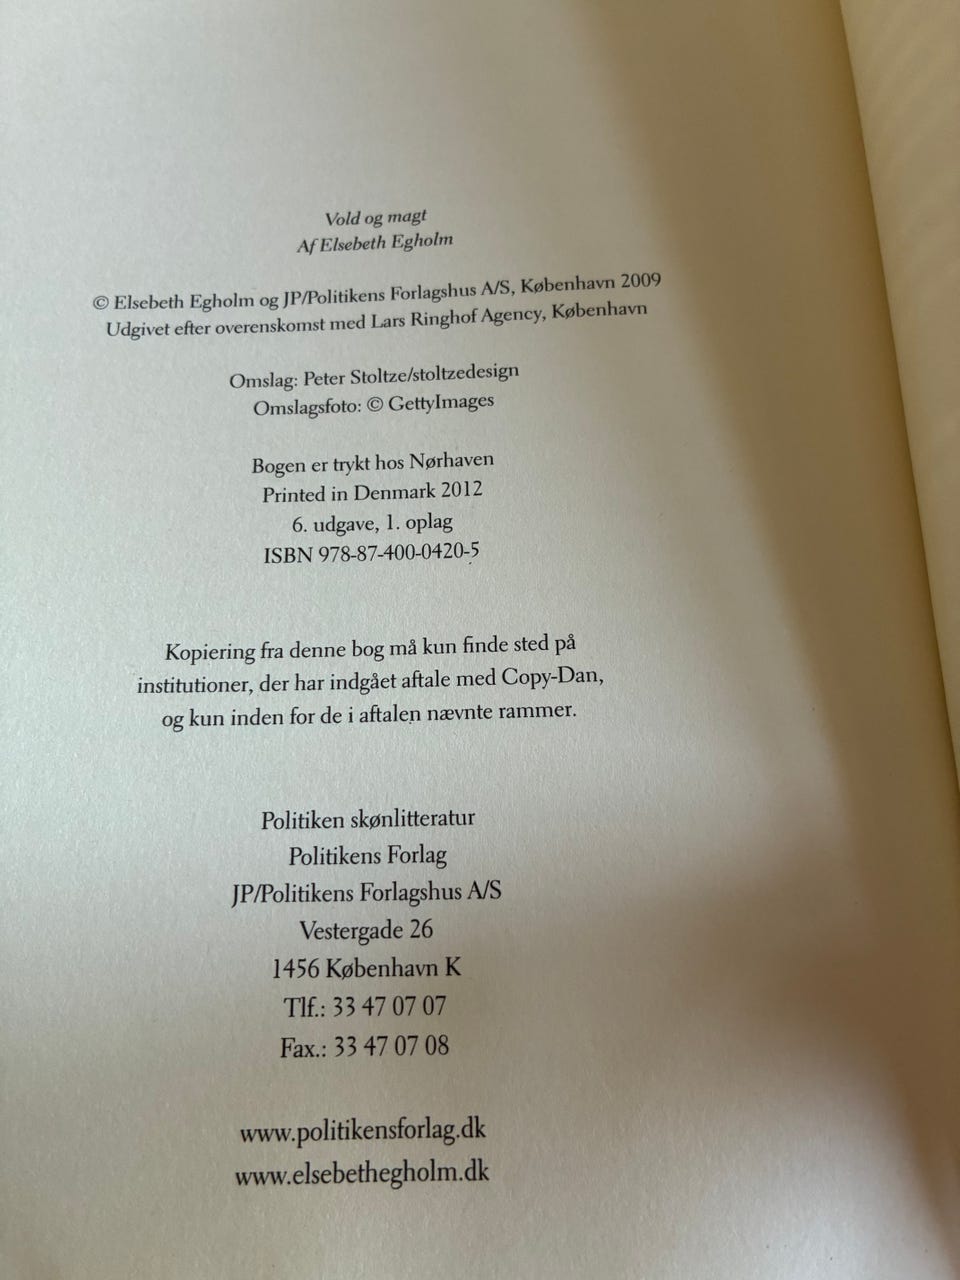 Vold og magt
Af Elsebeth Egholm
© Elsebeth Egholm og JP/Politikens Forlagshus A/S, København 2009
Udgivet efter overenskomst med Lars Ringhof Agency, København
Omslag: Peter Stoltze/stoltzedesign
Omslagsfoto: © GettyImages
Bogen er trykt hos Nørhaven
Printed in Denmark 2012
6. udgave, 1. oplag
ISBN 978-87-400-0420-5
Kopiering fra denne bog må kun finde sted på
institutioner, der har indgået aftale med Copy-Dan,
og kun inden for de i aftalen nævnte rammer.
Politiken skønlitteratur
Politikens Forlag
JP/Politikens Forlagshus A/S
Vestergade 26
1456 København K
Tlf.: 33 47 07 07
Fax.: 33 47 07 08
www.politikensforlag.dk
www.elsebethegholm.dk